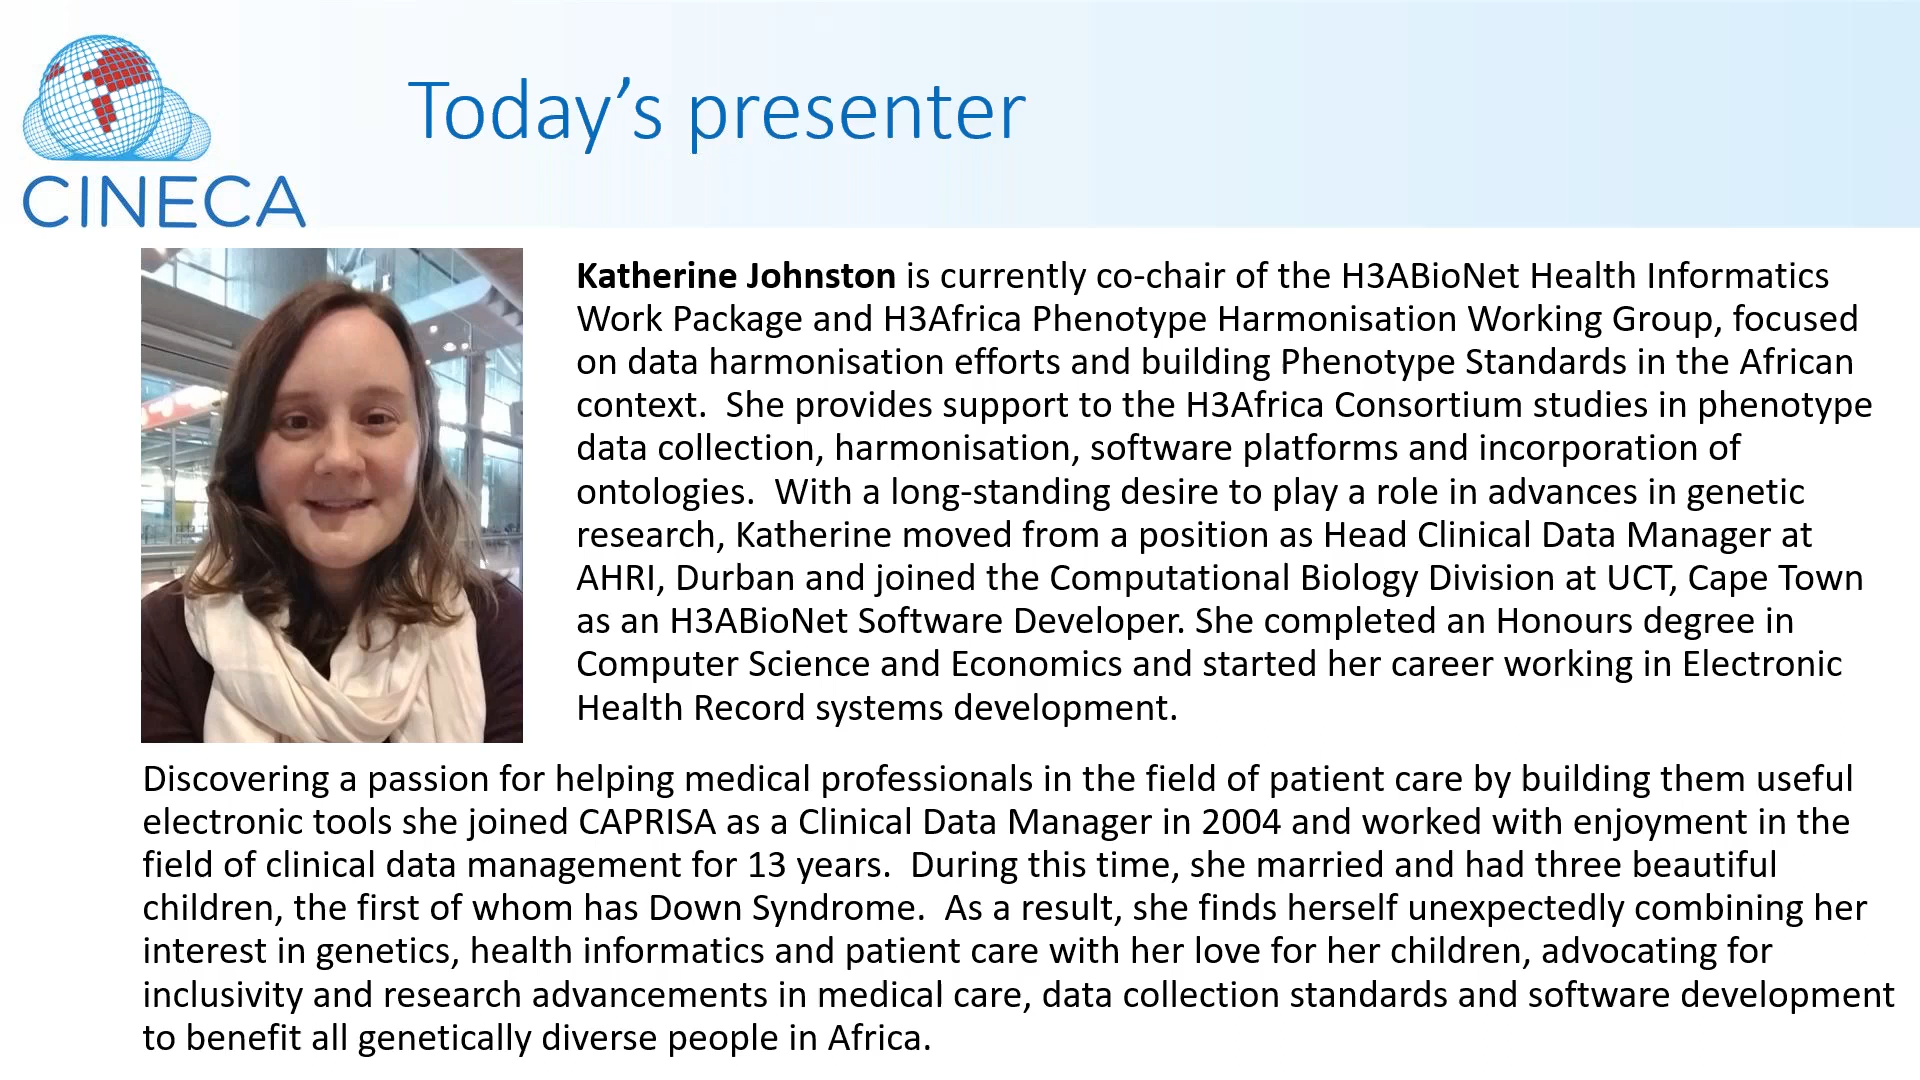 Today’s presenter
CINECA
Katherine Johnston is currently co-chair of the H3ABioNet Health Informatics
Work Package and H3Africa Phenotype Harmonisation Working Group, focused
on data harmonisation efforts and building Phenotype Standards in the African
context.  She provides support to the H3Africa Consortium studies in phenotype
data collection, harmonisation, software platforms and incorporation of
ontologies.  With a long-standing desire to play a role in advances in genetic
research, Katherine moved from a position as Head Clinical Data Manager at
AHRI, Durban and joined the Computational Biology Division at UCT, Cape Town
as an H3ABioNet Software Developer. She completed an Honours degree in
Computer Science and Economics and started her career working in Electronic
Health Record systems development.
Discovering a passion for helping medical professionals in the field of patient care by building them useful
electronic tools she joined CAPRISA as a Clinical Data Manager in 2004 and worked with enjoyment in the
field of clinical data management for 13 years.  During this time, she married and had three beautiful
children, the first of whom has Down Syndrome.  As a result, she finds herself unexpectedly combining her
interest in genetics, health informatics and patient care with her love for her children, advocating for
inclusivity and research advancements in medical care, data collection standards and software development
to benefit all genetically diverse people in Africa.